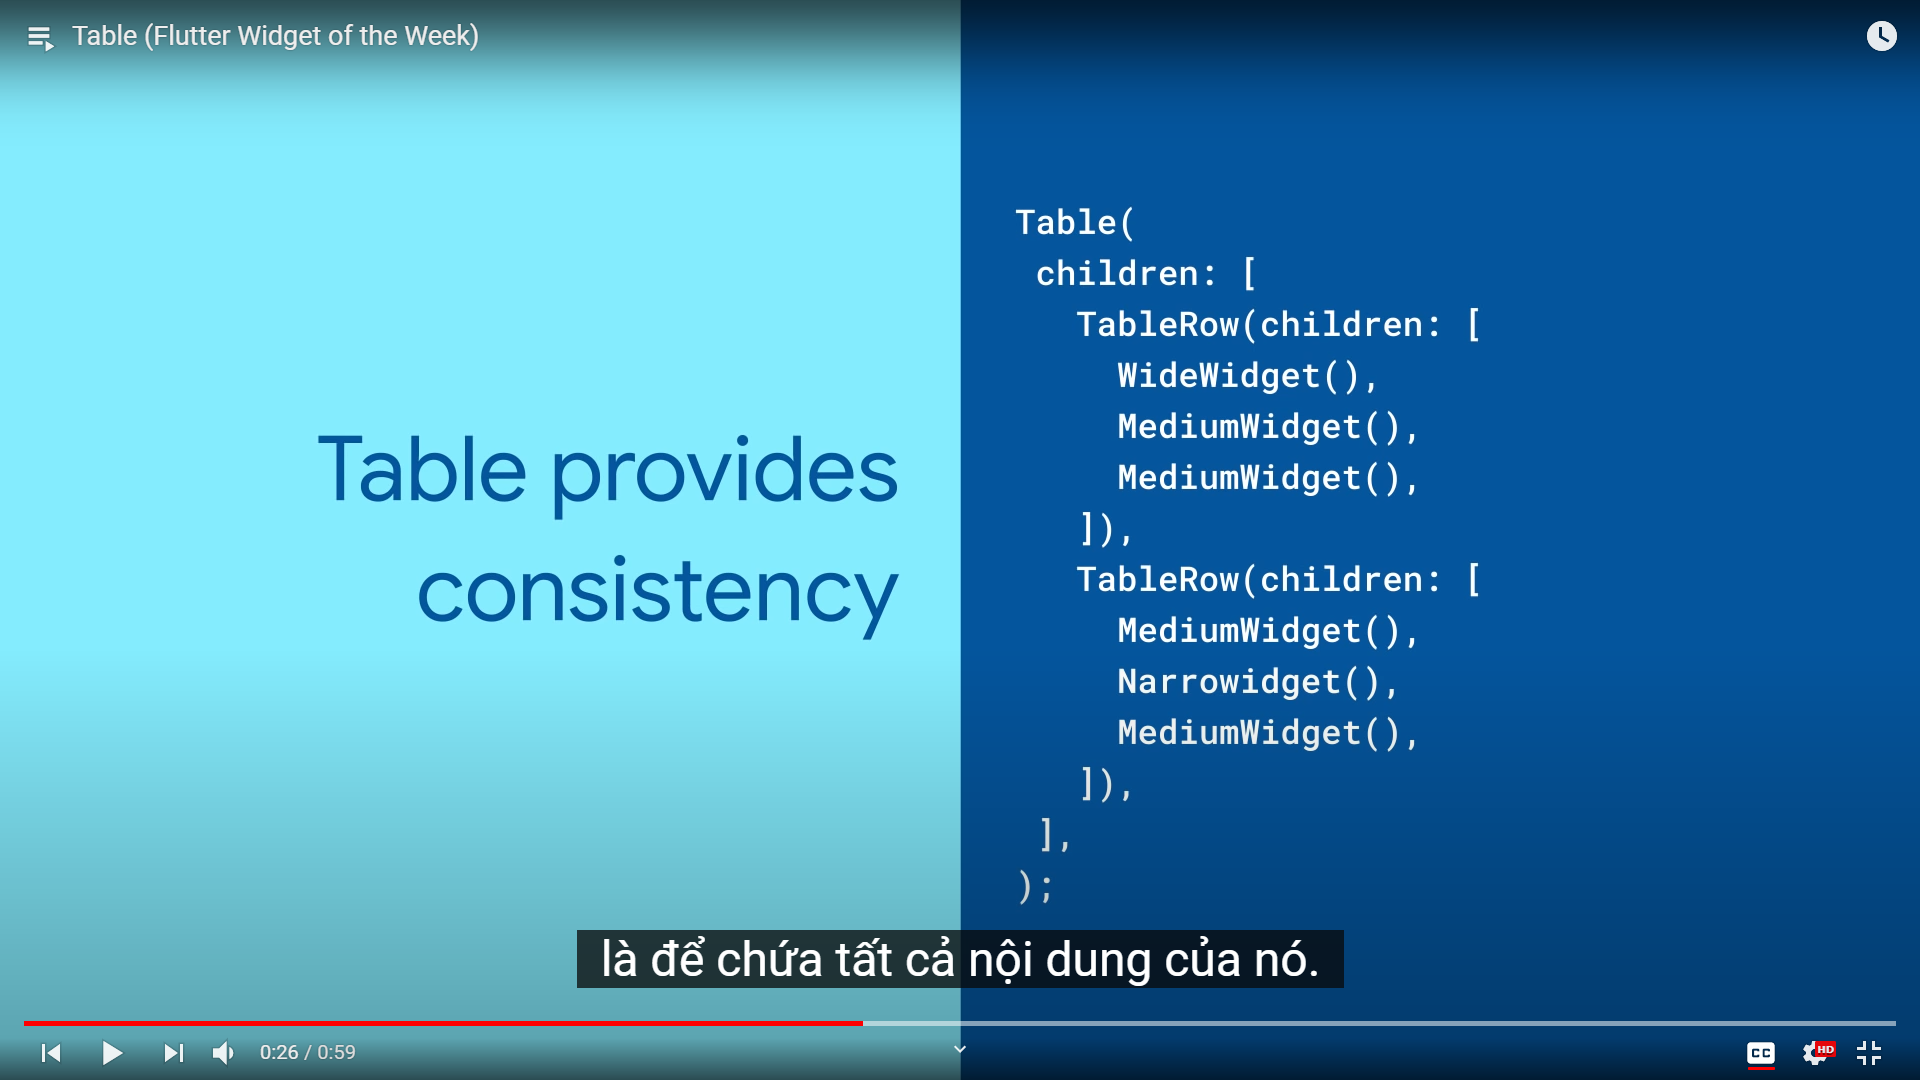 Table (Flutter Widget of the Week)
Table provides
consistency
Table(
children: [
TableRow(children: [
WideWidget(),
MediumWidget(),
MediumWidget(),
]),
TableRow(children: [
MediumWidget(),
Narrowidget(),
MediumWidget(),
]),
],
);
là để chứa tất cả nội dung của nó.
0:26 / 0:59
CC
HD